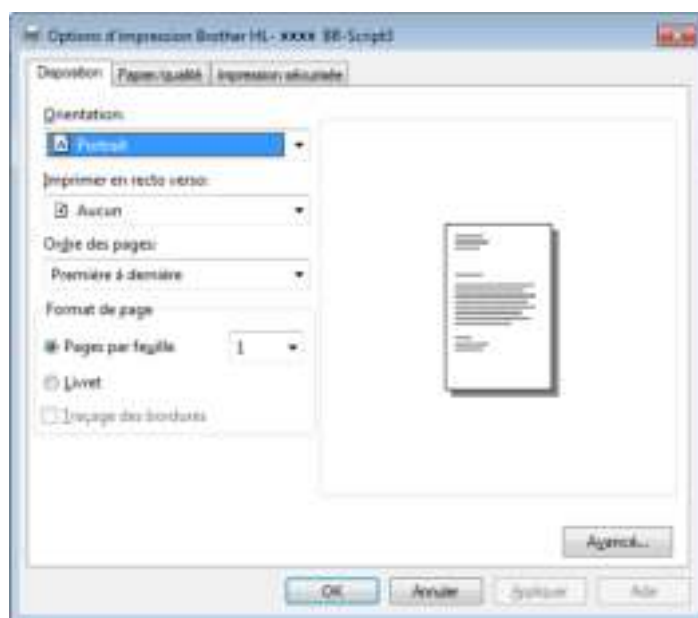 Options d'impression Brother HL- xxxx BR-Script3
Disposition Papier/qualité Impression sécurisée
Orientation:
Portrait
Imprimer en recto verso:
Aucun
Ordre des pages:
Première à dernière
Format de page
Pages par feuille 1
Livret
Traçage des bordures
Avancé...
OK Annuler Appliquer Aide